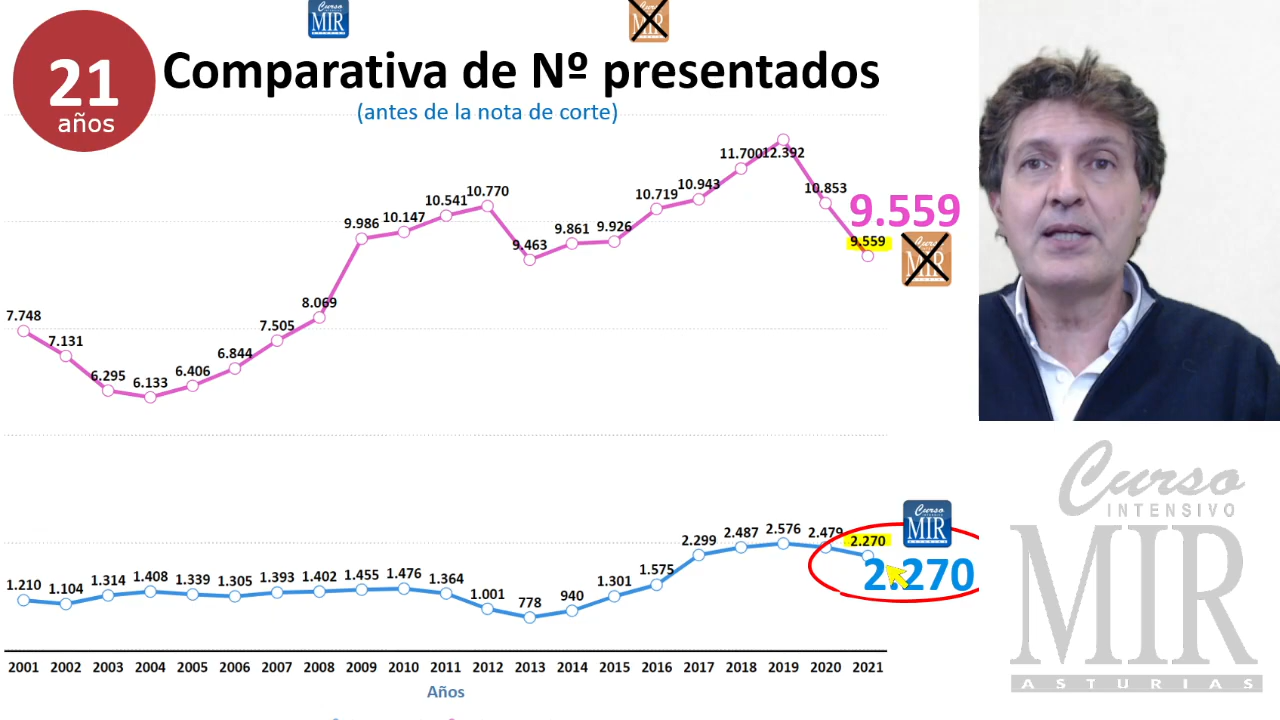 Curso
MIR
Curso
MIR
21
años
Comparativa de Nº presentados
(antes de la nota de corte)
7.748
7.131
6.295
6.133
6.406
6.844
7.505
8.069
9.986
10.147
10.541
10.770
9.463
9.861
9.926
10.719
10.943
11.700
12.392
10.853
9.559
9.559
Curso
MIR
1.210
1.104
1.314
1.408
1.339
1.305
1.393
1.402
1.455
1.476
1.364
1.001
778
940
1.301
1.575
2.299
2.487
2.576
2.479
2.270
Curso
MIR
2.270
2001 2002 2003 2004 2005 2006 2007 2008 2009 2010 2011 2012 2013 2014 2015 2016 2017 2018 2019 2020 2021
Años
Curso
INTENSIVO
MIR
ASTURIAS